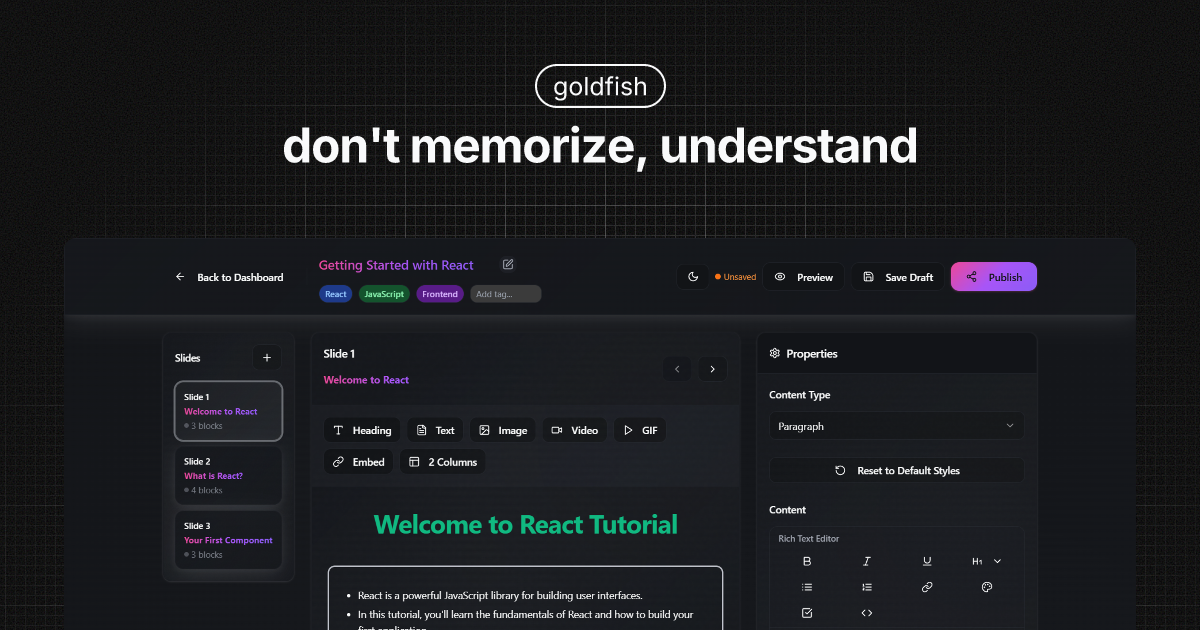 goldfish
don't memorize, understand
Back to Dashboard
Getting Started with React
React JavaScript Frontend Add tag...
Unsaved Preview Save Draft Publish
Slides
Slide 1
Welcome to React
3 blocks
Slide 2
What is React?
4 blocks
Slide 3
Your First Component
3 blocks
Slide 1
Welcome to React
Heading Text Image Video GIF
Embed 2 Columns
Welcome to React Tutorial
• React is a powerful JavaScript library for building user interfaces.
• In this tutorial, you'll learn the fundamentals of React and how to build your
first application
Properties
Content Type
Paragraph
Reset to Default Styles
Content
Rich Text Editor
B I U H1